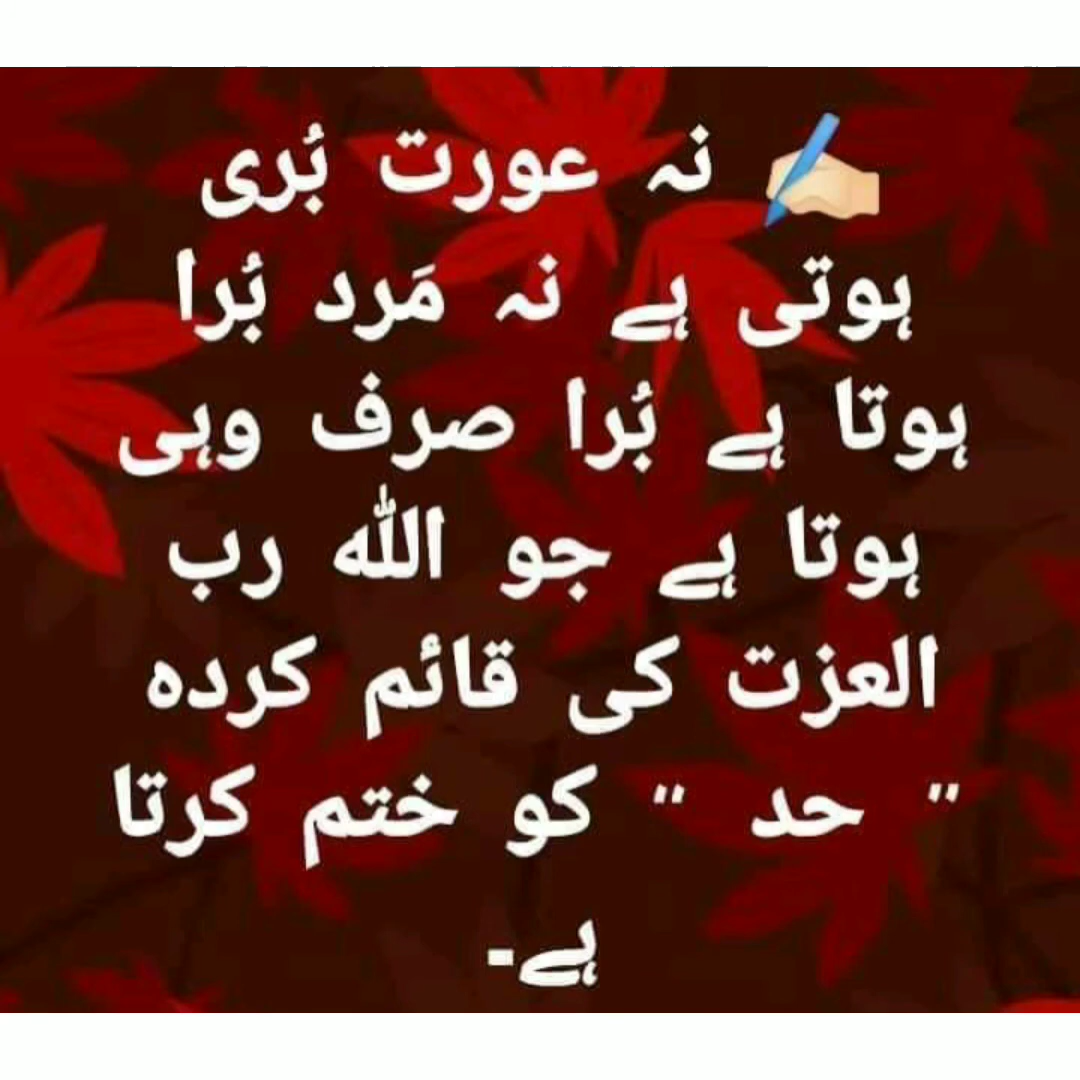 ✍🏻 نہ عورت بُری
ہوتی ہے نہ مَرد بُرا
ہوتا ہے بُرا صرف وہی
ہوتا ہے جو اللّٰہ رب
العزت کی قائم کردہ
" حد " کو ختم کرتا
ہے۔